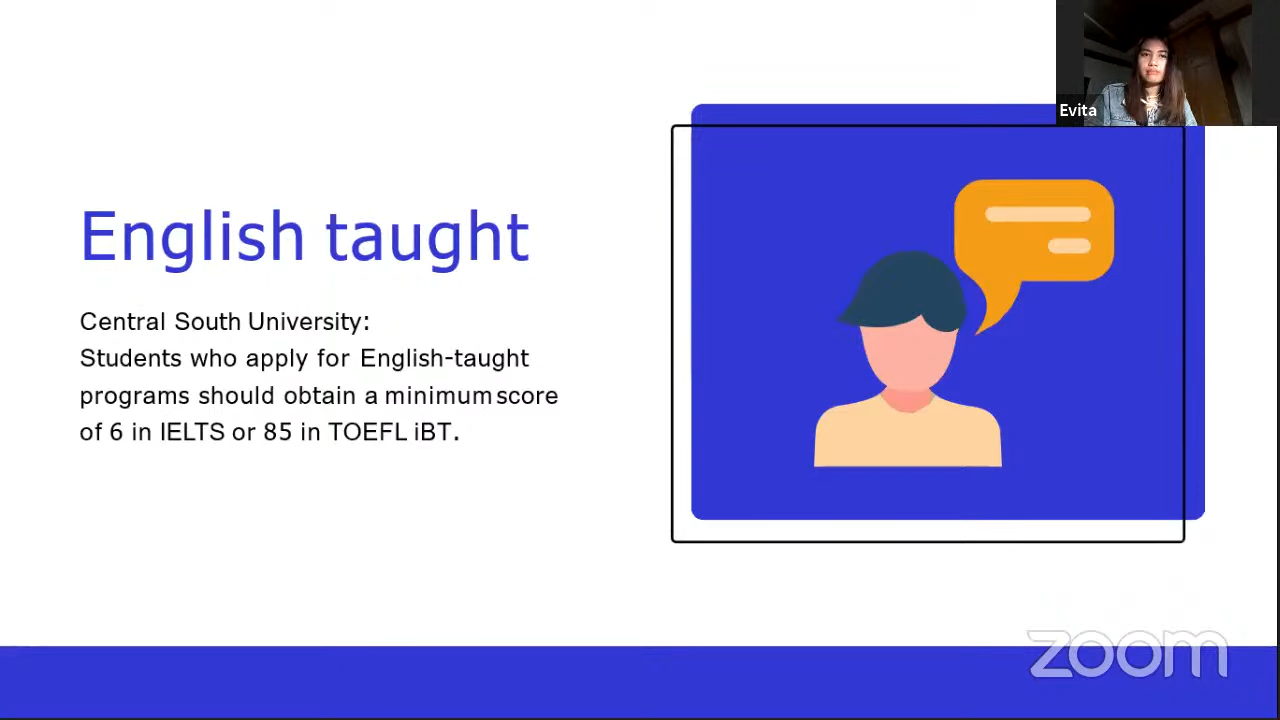 Evita
English taught
Central South University:
Students who apply for English-taught
programs should obtain a minimum score
of 6 in IELTS or 85 in TOEFL iBT.
zoom